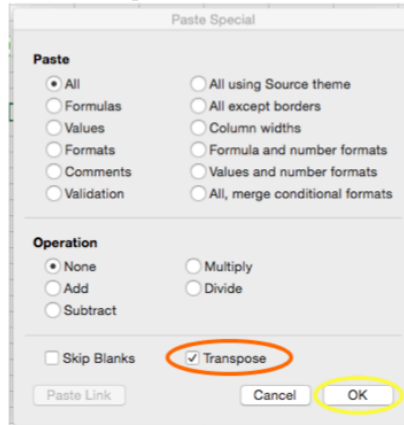 Paste Special
Paste
All
All using Source theme
Formulas
All except borders
Values
Column widths
Formats
Formula and number formats
Comments
Values and number formats
Validation
All, merge conditional formats
Operation
None
Multiply
Add
Divide
Subtract
Skip Blanks
Transpose
Paste Link
Cancel
OK